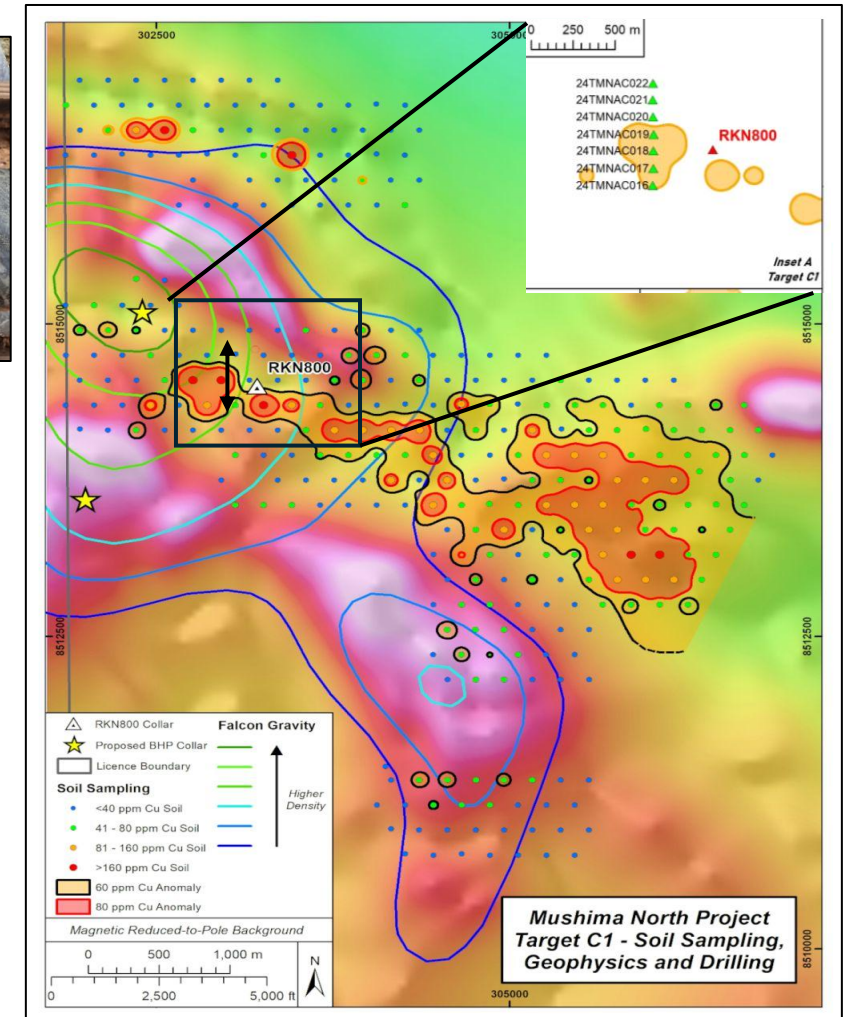 302500
305000
0 250 500 m
24TMNAC022
24TMNAC021
24TMNAC020
24TMNAC019
24TMNAC018
24TMNAC017
24TMNAC016
RKN800
Inset A
Target C1
8515000
8515000
RKN800
8512500
8512500
RKN800 Collar
Proposed BHP Collar
Licence Boundary
Soil Sampling
<40 ppm Cu Soil
41 - 80 ppm Cu Soil
81 - 160 ppm Cu Soil
>160 ppm Cu Soil
60 ppm Cu Anomaly
80 ppm Cu Anomaly
Falcon Gravity
Higher
Density
Magnetic Reduced-to-Pole Background
0 500 1,000 m
0 2,500 5,000 ft
N
Mushima North Project
Target C1 - Soil Sampling,
Geophysics and Drilling
8510000
305000